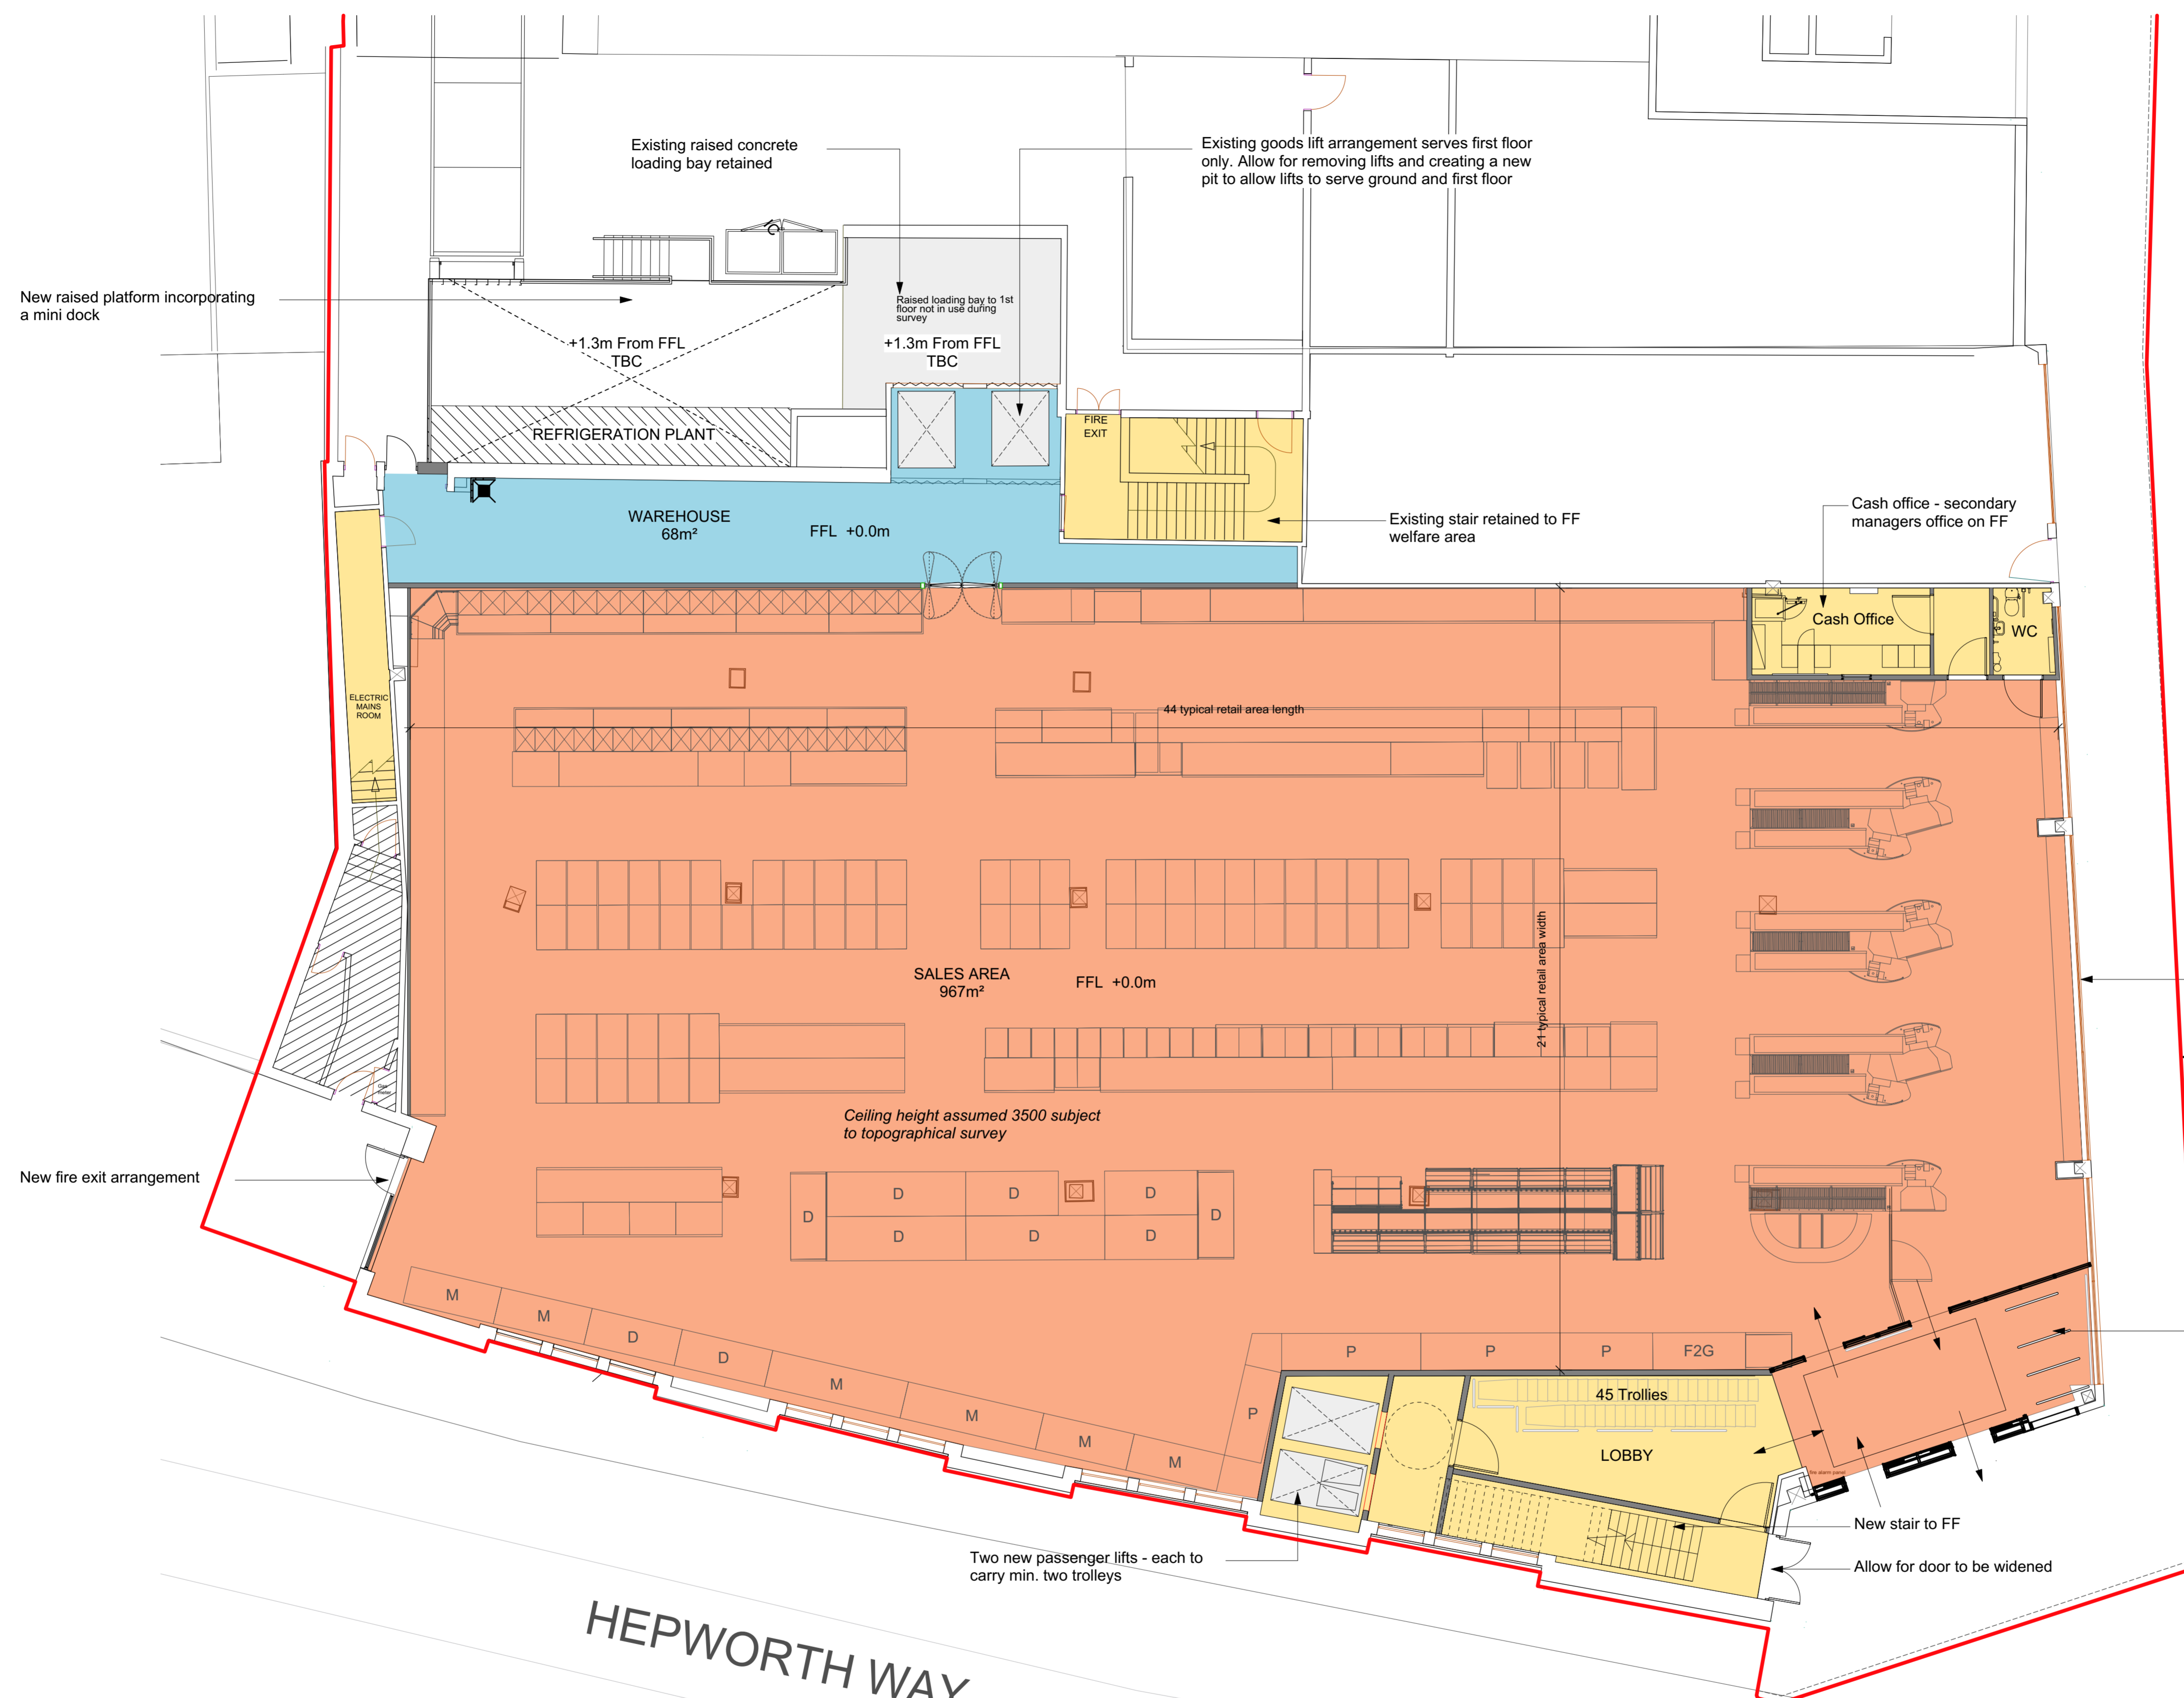 Existing raised concrete
loading bay retained
Existing goods lift arrangement serves first floor
only. Allow for removing lifts and creating a new
pit to allow lifts to serve ground and first floor
New raised platform incorporating
a mini dock
Raised loading bay to 1st
floor not in use during
survey
+1.3m From FFL
TBC
+1.3m From FFL
TBC
REFRIGERATION PLANT
FIRE
EXIT
WAREHOUSE
68m²
FFL +0.0m
Existing stair retained to FF
welfare area
Cash office - secondary
managers office on FF
Cash Office
WC
ELECTRIC
MAINS
ROOM
44 typical retail area length
21 typical retail area width
SALES AREA
967m²
FFL +0.0m
Gas
meter
Ceiling height assumed 3500 subject
to topographical survey
New fire exit arrangement
D
D
D
D
D
D
D
D
M
M
D
D
M
M
M
M
P
P
P
P
F2G
45 Trollies
LOBBY
fire alarm panel
New stair to FF
Allow for door to be widened
Two new passenger lifts - each to
carry min. two trolleys
HEPWORTH WAY